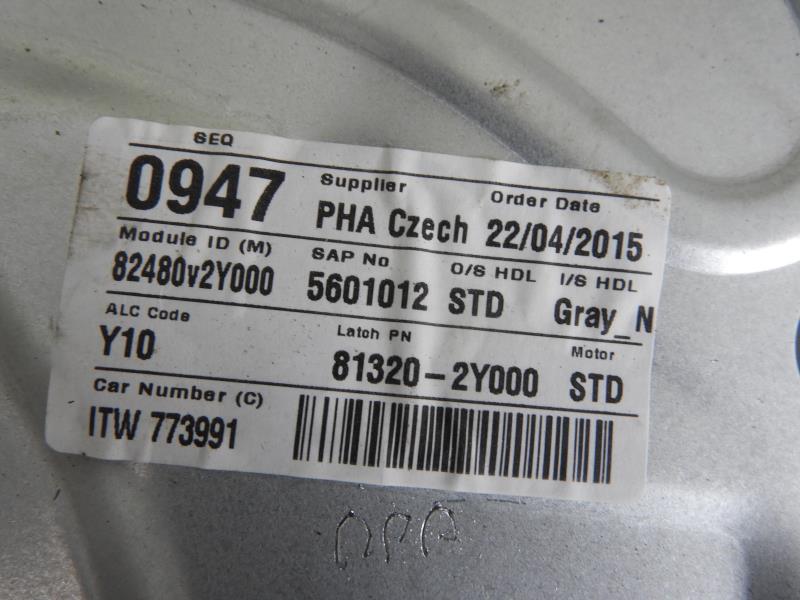 SEQ
0947
Supplier
PHA Czech
Order Date
22/04/2015
Module ID (M)
82480v2Y000
SAP No
5601012
O/S HDL
STD
I/S HDL
Gray_N
ALC Code
Y10
Latch PN
81320-2Y000
Motor
STD
Car Number (C)
ITW 773991